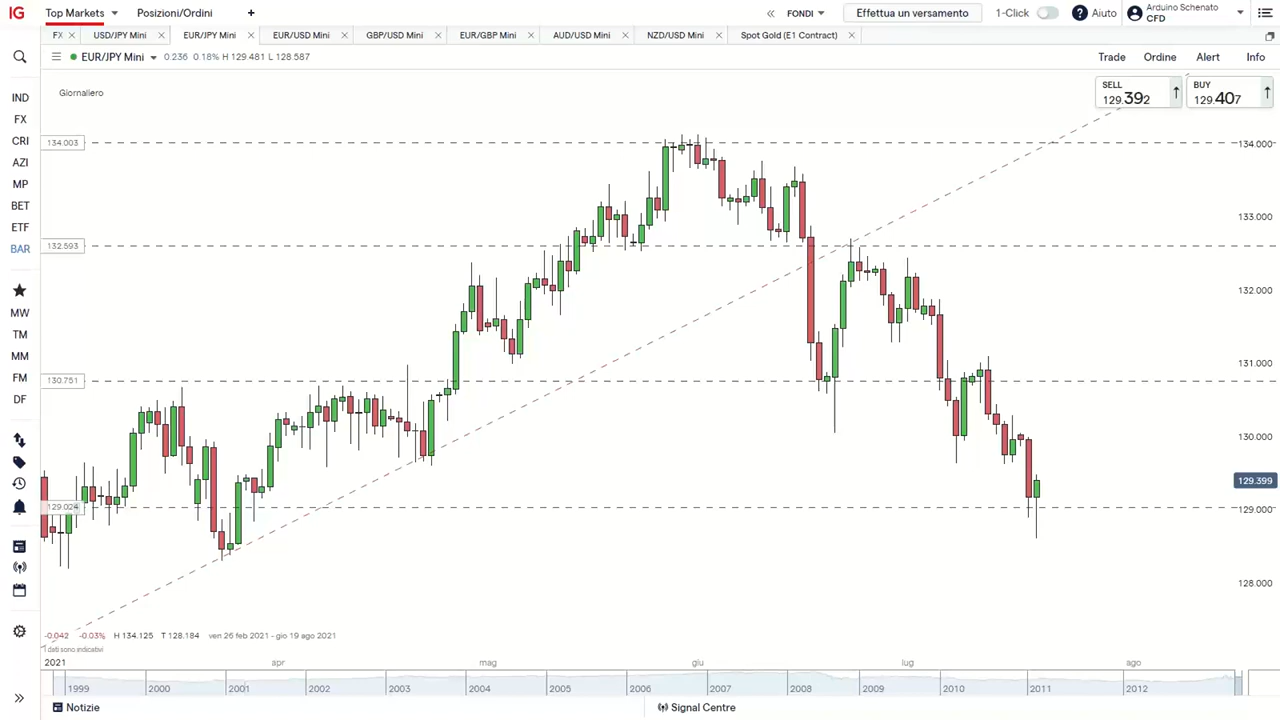 IG Top Markets Posizioni/Ordini + FONDI Effettua un versamento 1-Click ? Aiuto Arduino Schenato
CFD
FX USD/JPY Mini EUR/JPY Mini EUR/USD Mini GBP/USD Mini EUR/GBP Mini AUD/USD Mini NZD/USD Mini Spot Gold (E1 Contract)
EUR/JPY Mini 0.236 0.18% H 129.481 L 128.587 Trade Ordine Alert Info
Giornaliero
SELL BUY
129.392 129.407
IND
FX
CRI
AZI
MP
BET
ETF
BAR
MW
TM
MM
FM
DF
134.003
132.593
130.751
129.024
134.000
133.000
132.000
131.000
130.000
129.399
129.000
128.000
-0.042 -0.03% H 134.125 T 128.184 ven 26 feb 2021 - gio 19 ago 2021
I dati sono indicativi
2021 apr mag giu lug ago
1999 2000 2001 2002 2003 2004 2005 2006 2007 2008 2009 2010 2011 2012
Notizie Signal Centre